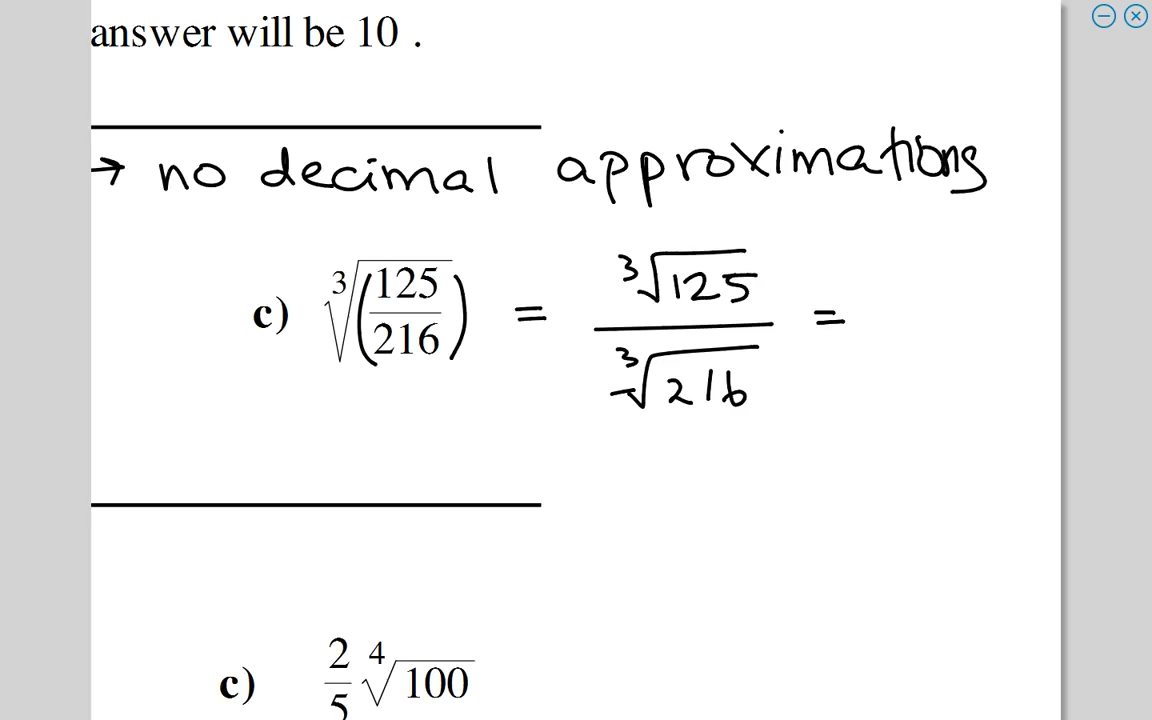 answer will be 10 .
→ no decimal approximations
c) ∛(125/216) = ∛125/∛216 =
c) 2/5 ∜100